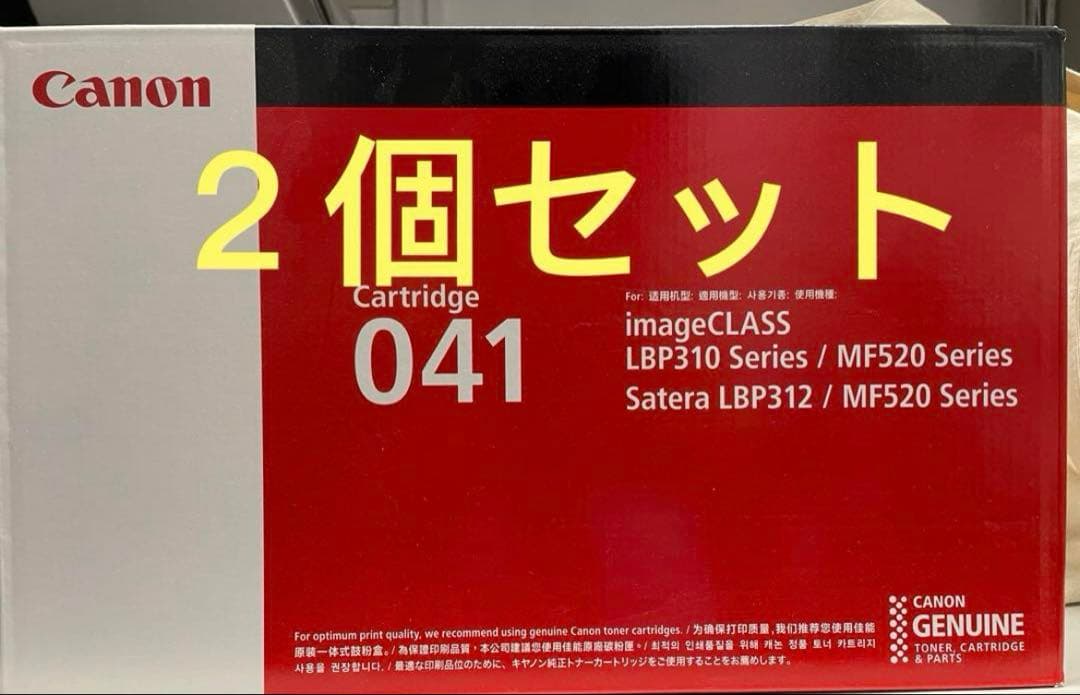 Canon
２個セット
Cartridge
041
For: 适用机型: 適用機型: 사용기종: 使用機種:
imageCLASS
LBP310 Series / MF520 Series
Satera LBP312 / MF520 Series
For optimum print quality, we recommend using genuine Canon toner cartridges. / 为确保打印质量,我们推荐您使用佳能
原装一体式鼓粉盒。/ 為保證印刷品質，本公司建議您使用佳能原廠碳粉匣。/ 최적의 인쇄품질을 위해 캐논 정품 토너 카트리지
사용을 권장합니다. / 最適な印刷品位のために、キヤノン純正トナーカートリッジをご使用することをお薦めします。
CANON
GENUINE
TONER, CARTRIDGE
& PARTS